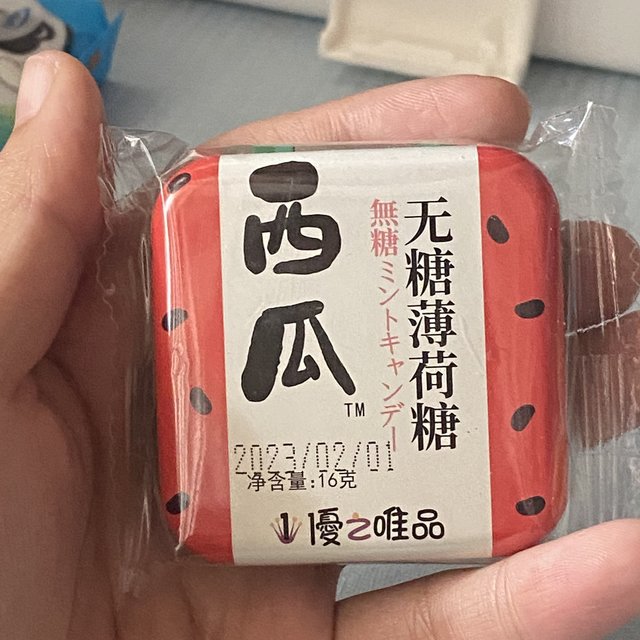 西瓜
TM
無糖ミントキャンデー
无糖薄荷糖
2023/02/01
净含量:16克
優之唯品